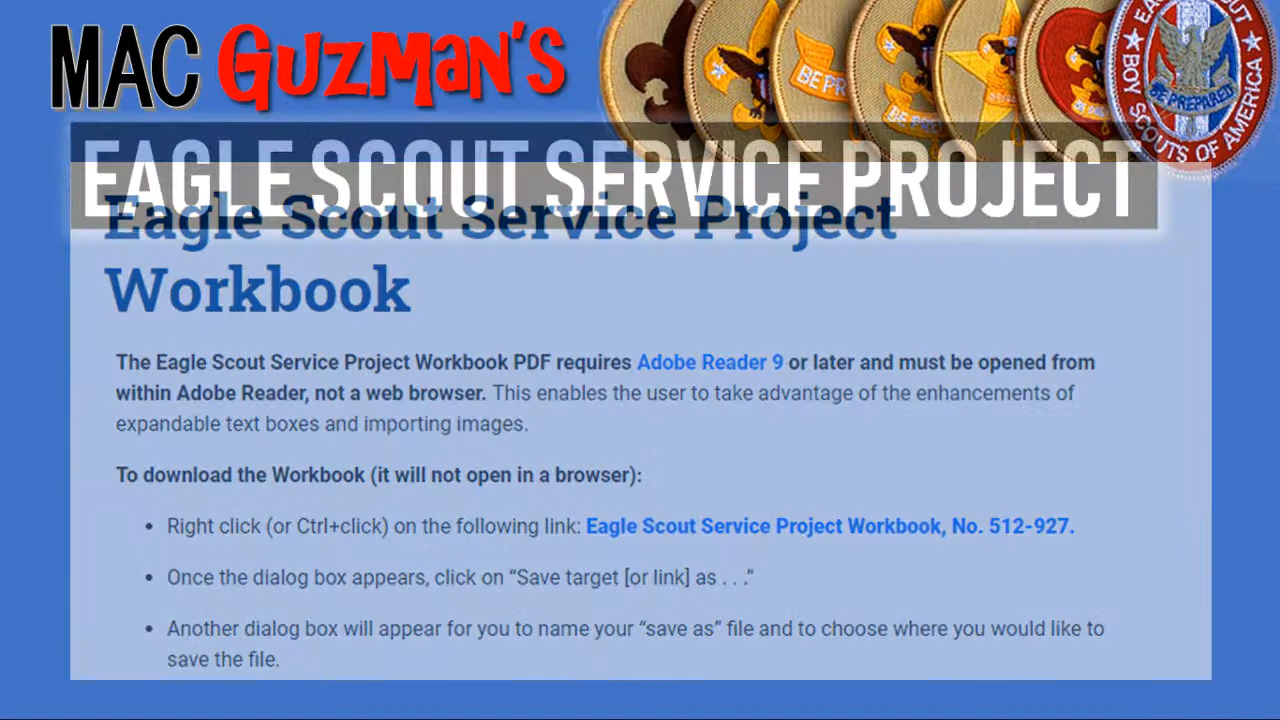 MAC GUZMAN'S
EAGLE SCOUT SERVICE PROJECT
Eagle Scout Service Project
Workbook
The Eagle Scout Service Project Workbook PDF requires Adobe Reader 9 or later and must be opened from
within Adobe Reader, not a web browser. This enables the user to take advantage of the enhancements of
expandable text boxes and importing images.
To download the Workbook (it will not open in a browser):
• Right click (or Ctrl+click) on the following link: Eagle Scout Service Project Workbook, No. 512-927.
• Once the dialog box appears, click on “Save target [or link] as . . .”
• Another dialog box will appear for you to name your “save as” file and to choose where you would like to
save the file.
BE PR
BE PREPARED
BOY SCOUTS OF AMERICA